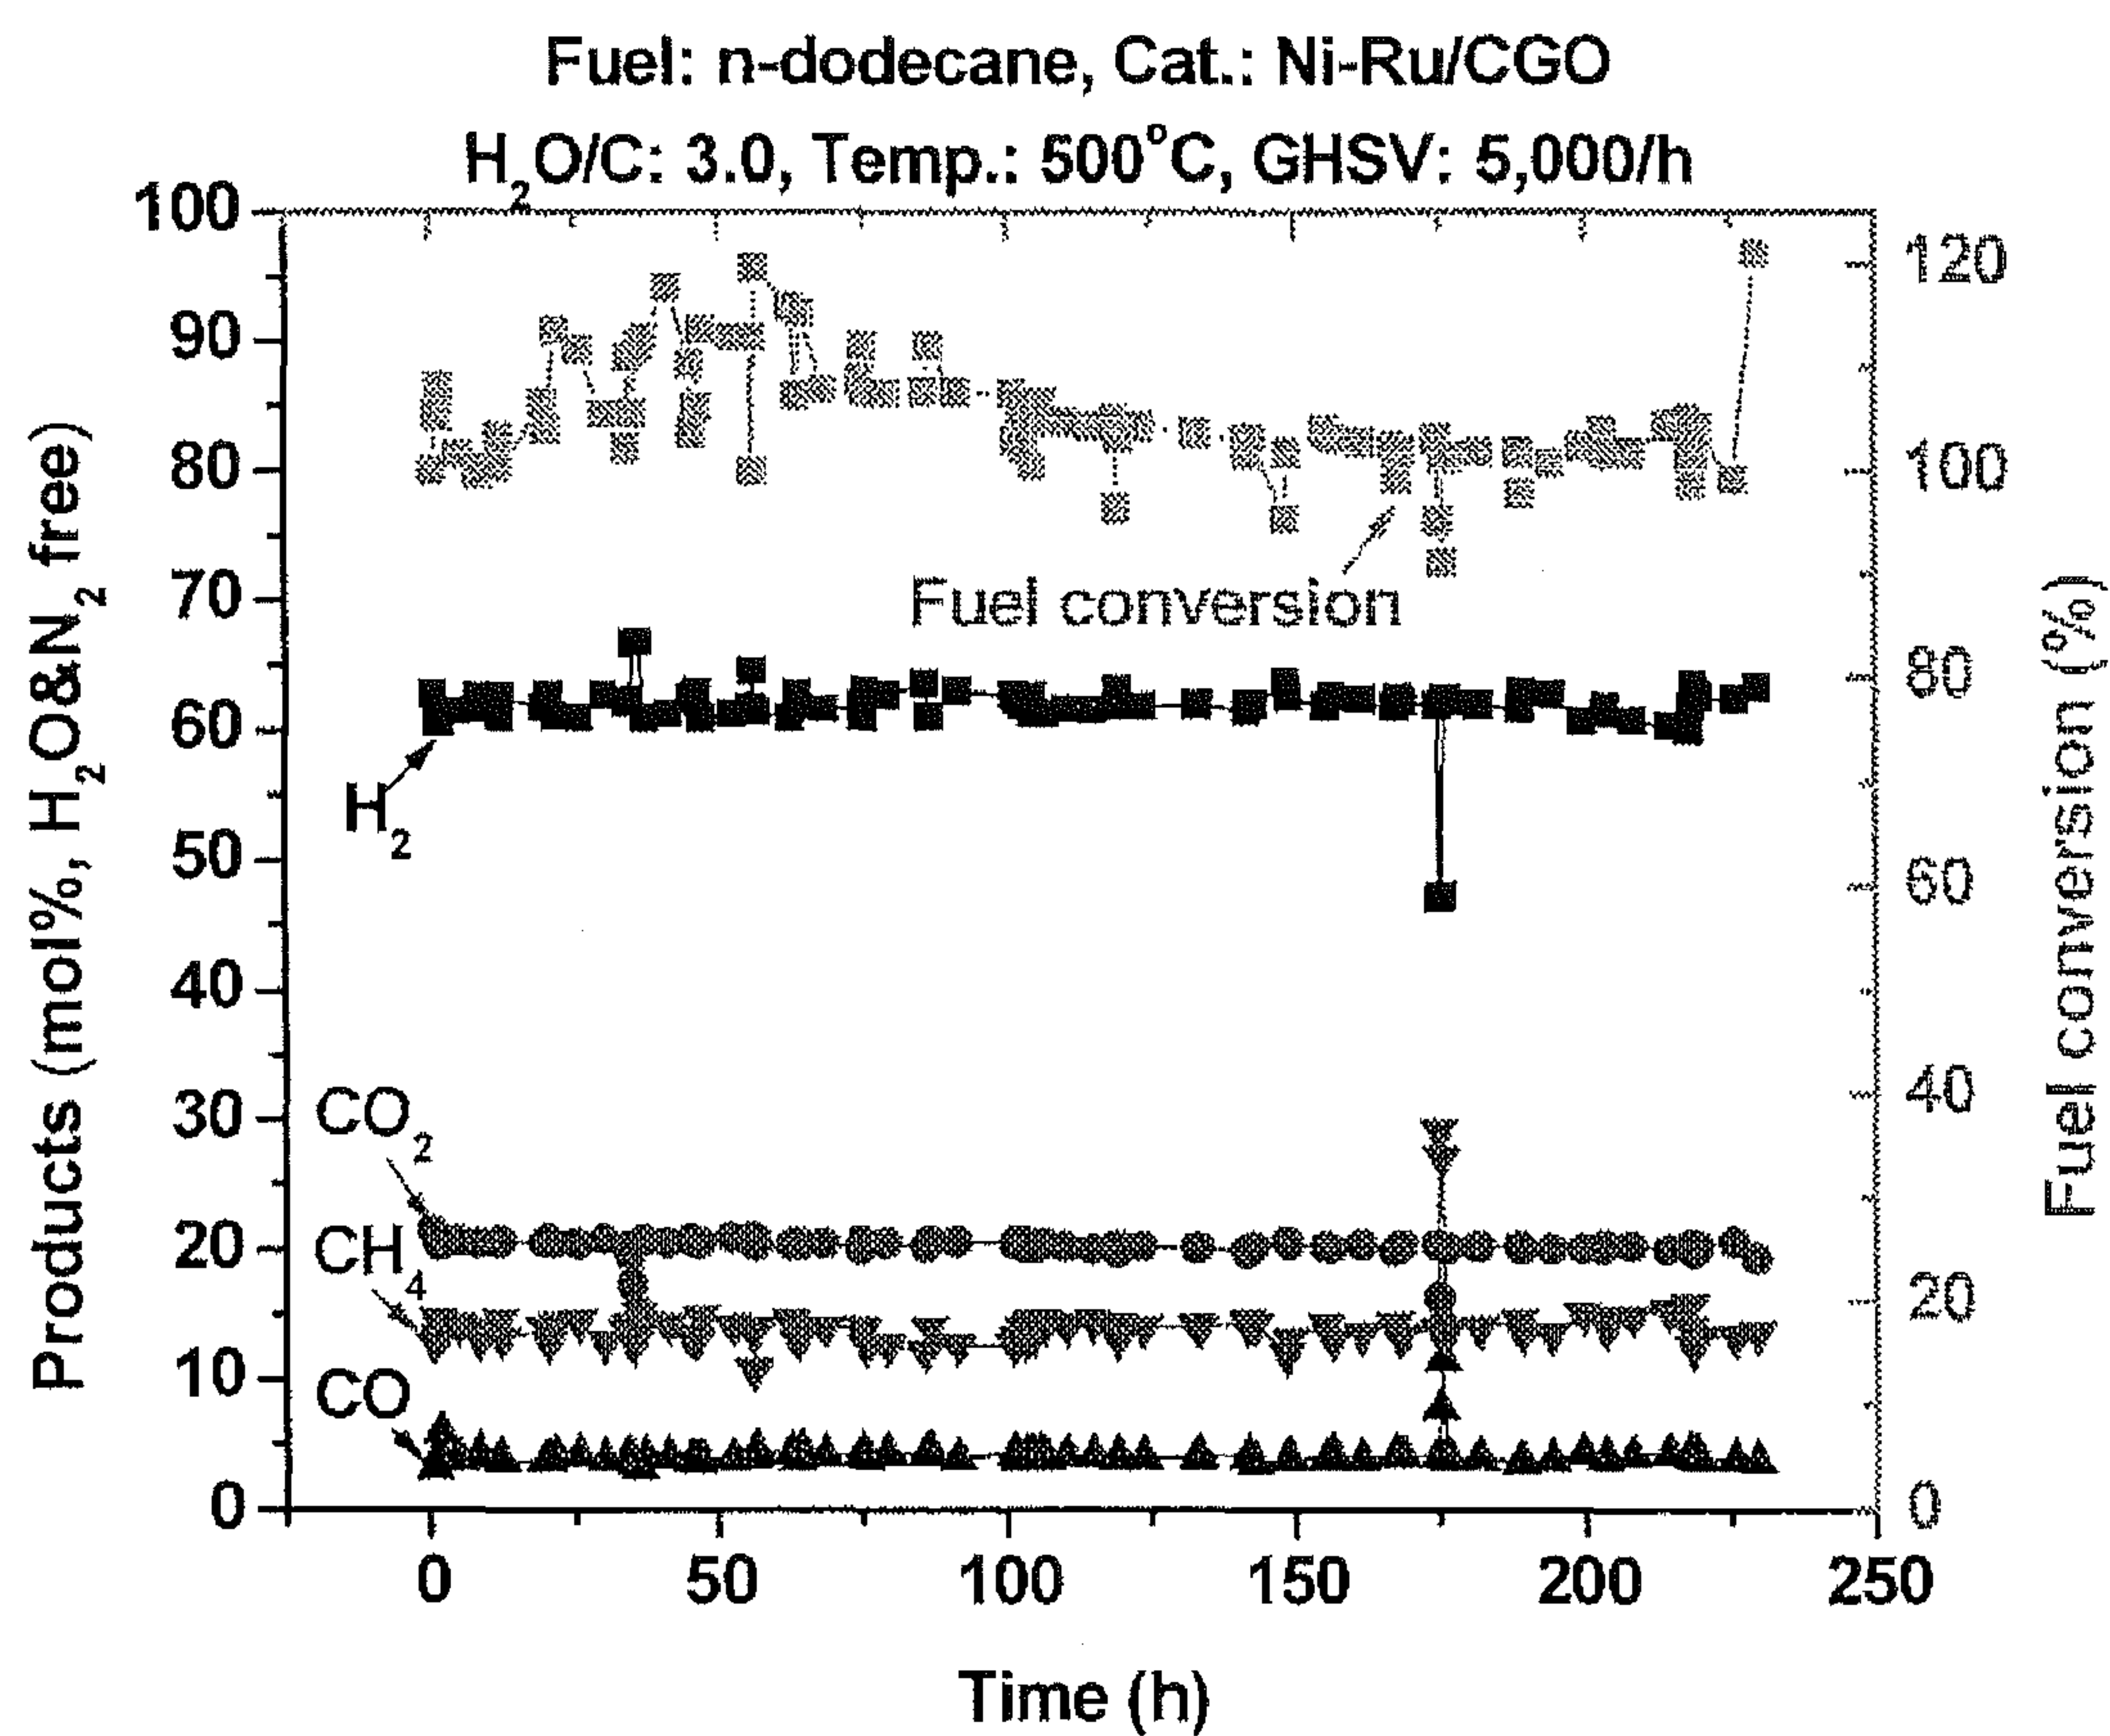 Fuel: n-dodecane, Cat.: Ni-Ru/CGO
H₂O/C: 3.0, Temp.: 500°C, GHSV: 5,000/h
Products (mol%, H₂O&N₂ free)
100
90
80
70
60
50
40
30
20
10
0
Fuel conversion
H₂
CO₂
CH₄
CO
120
100
80
60
40
20
0
Fuel conversion (%)
0 50 100 150 200 250
Time (h)